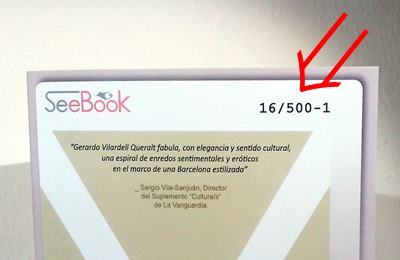 SeeBook
16/500-1
"Gerardo Vilardell Queralt fabula, con elegancia y sentido cultural,
una espiral de enredos sentimentales y eróticos
en el marco de una Barcelona estilizada"
_ Sergio Vila-Sanjuán, Director
del Suplemento "Cultura/s"
de La Vanguardia.